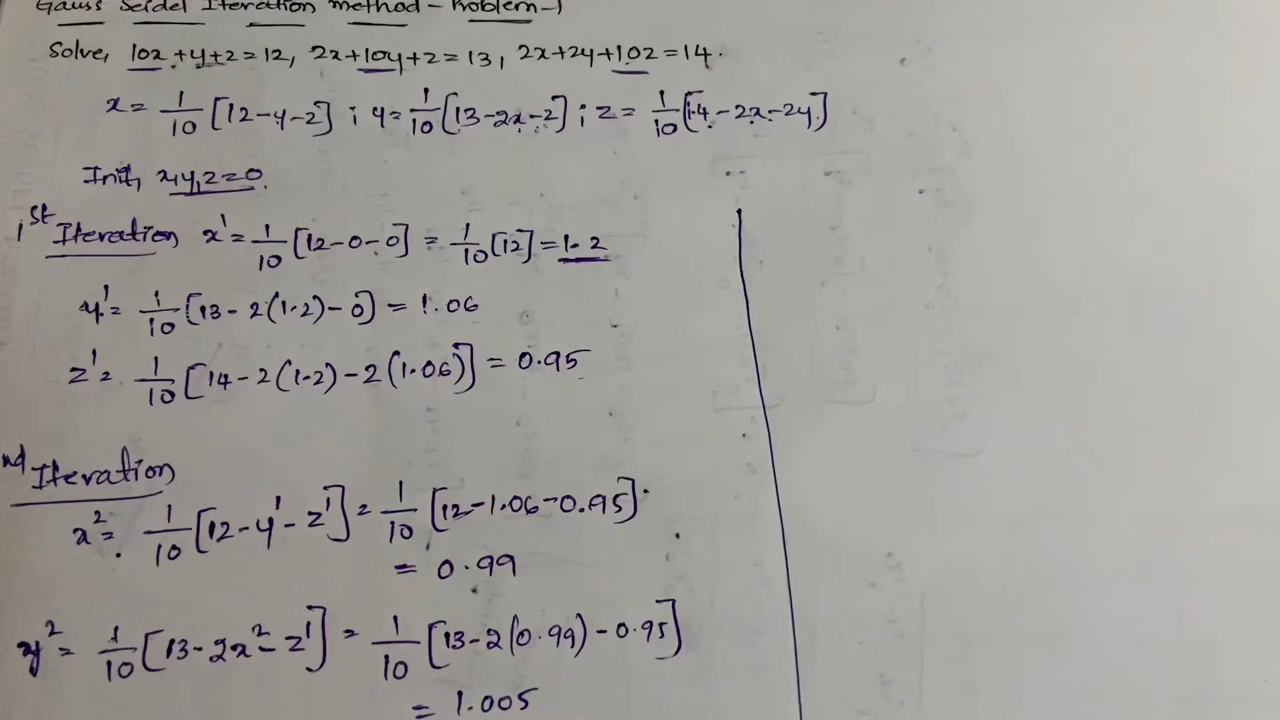 Gauss Seidel Iteration method - Problem-1
Solve, 10x+y+z=12, 2x+10y+z=13, 2x+2y+10z=14.
x= 1/10 [12-y-z] ; y= 1/10 [13-2x-z] ; z= 1/10 [14-2x-2y]
Init, x,y,z=0.
1st Iteration x¹= 1/10 [12-0-0] = 1/10 [12] = 1.2
y¹= 1/10 [13-2(1.2)-0] = 1.06
z¹= 1/10 [14-2(1.2)-2(1.06)] = 0.95
nd Iteration
x²= 1/10 [12-y¹-z¹] = 1/10 [12-1.06-0.95]
= 0.99
y²= 1/10 [13-2x²-z¹] = 1/10 [13-2(0.99)-0.95]
= 1.005